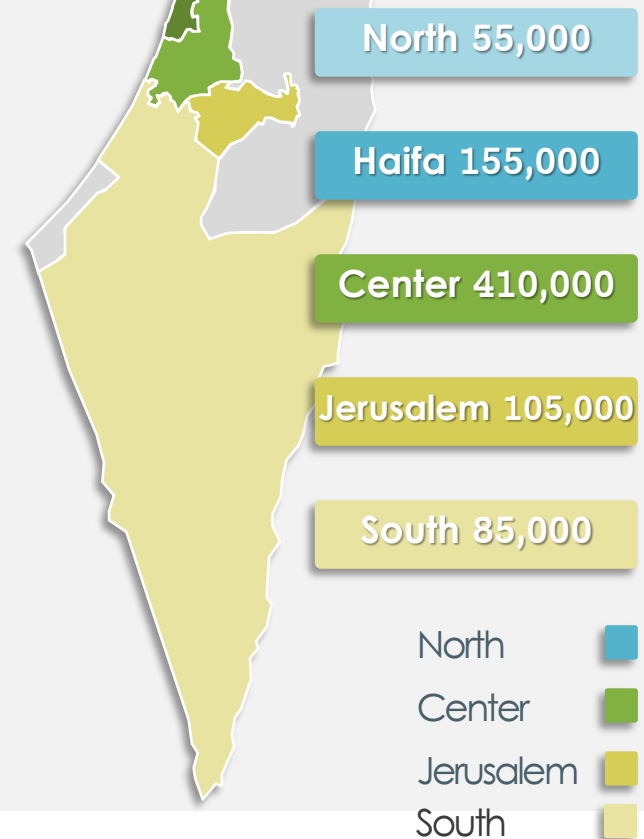 North 55,000
Haifa 155,000
Center 410,000
Jerusalem 105,000
South 85,000
North
Center
Jerusalem
South